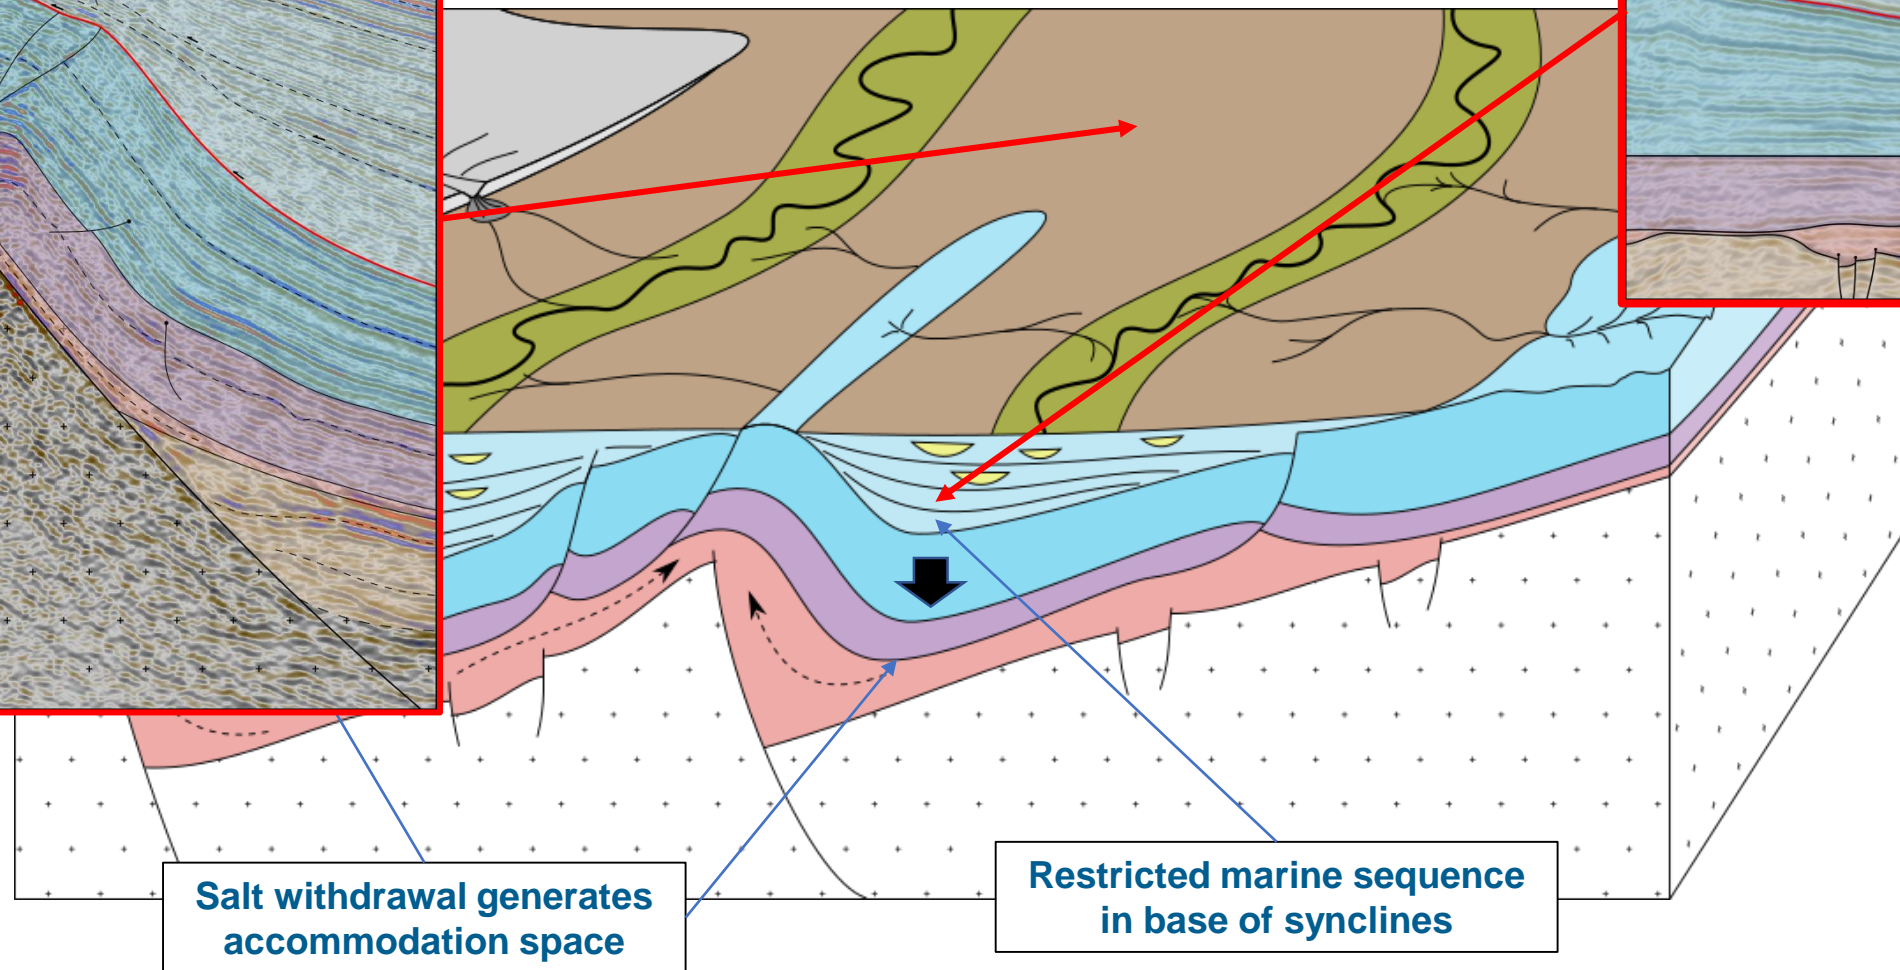 Salt withdrawal generates
accommodation space
Restricted marine sequence
in base of synclines